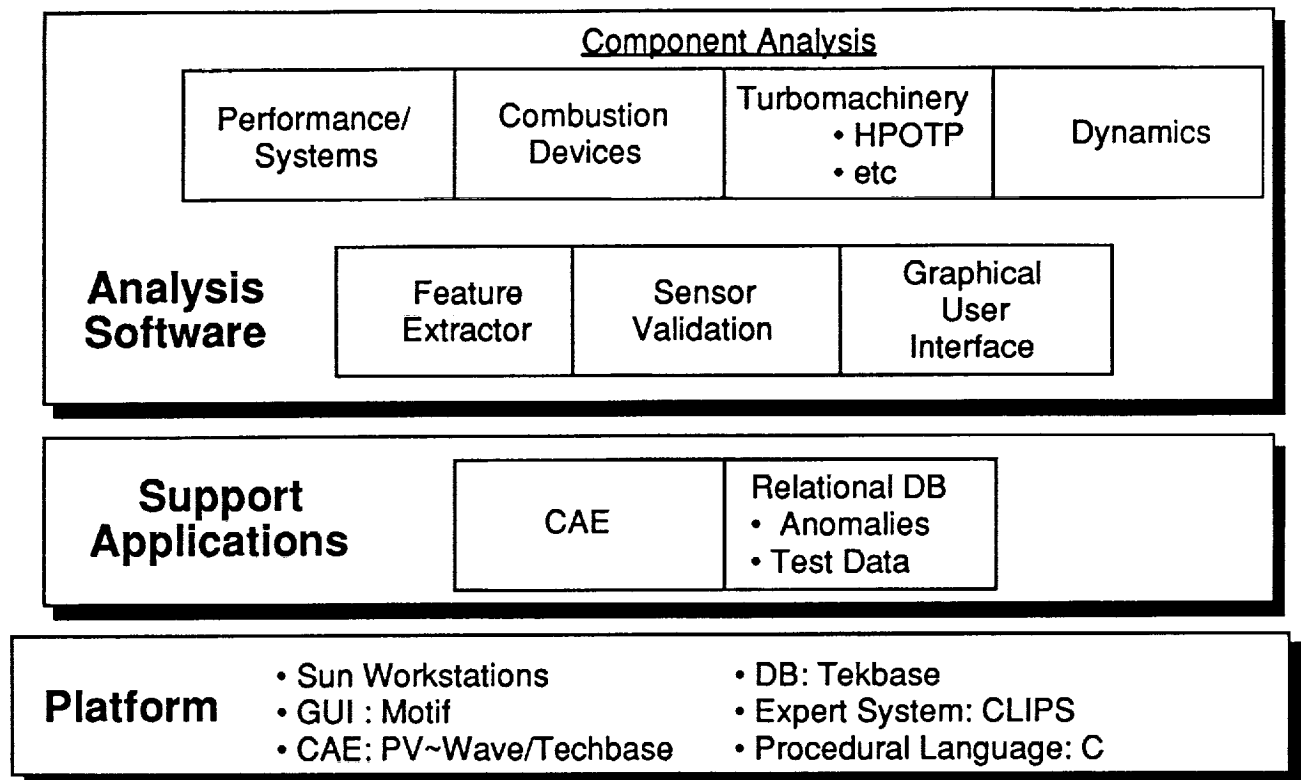 Component Analysis
Performance/
Systems
Combustion
Devices
Turbomachinery
• HPOTP
• etc
Dynamics
Analysis
Software
Feature
Extractor
Sensor
Validation
Graphical
User
Interface
Support
Applications
CAE
Relational DB
• Anomalies
• Test Data
Platform
• Sun Workstations
• GUI : Motif
• CAE: PV~Wave/Techbase
• DB: Tekbase
• Expert System: CLIPS
• Procedural Language: C